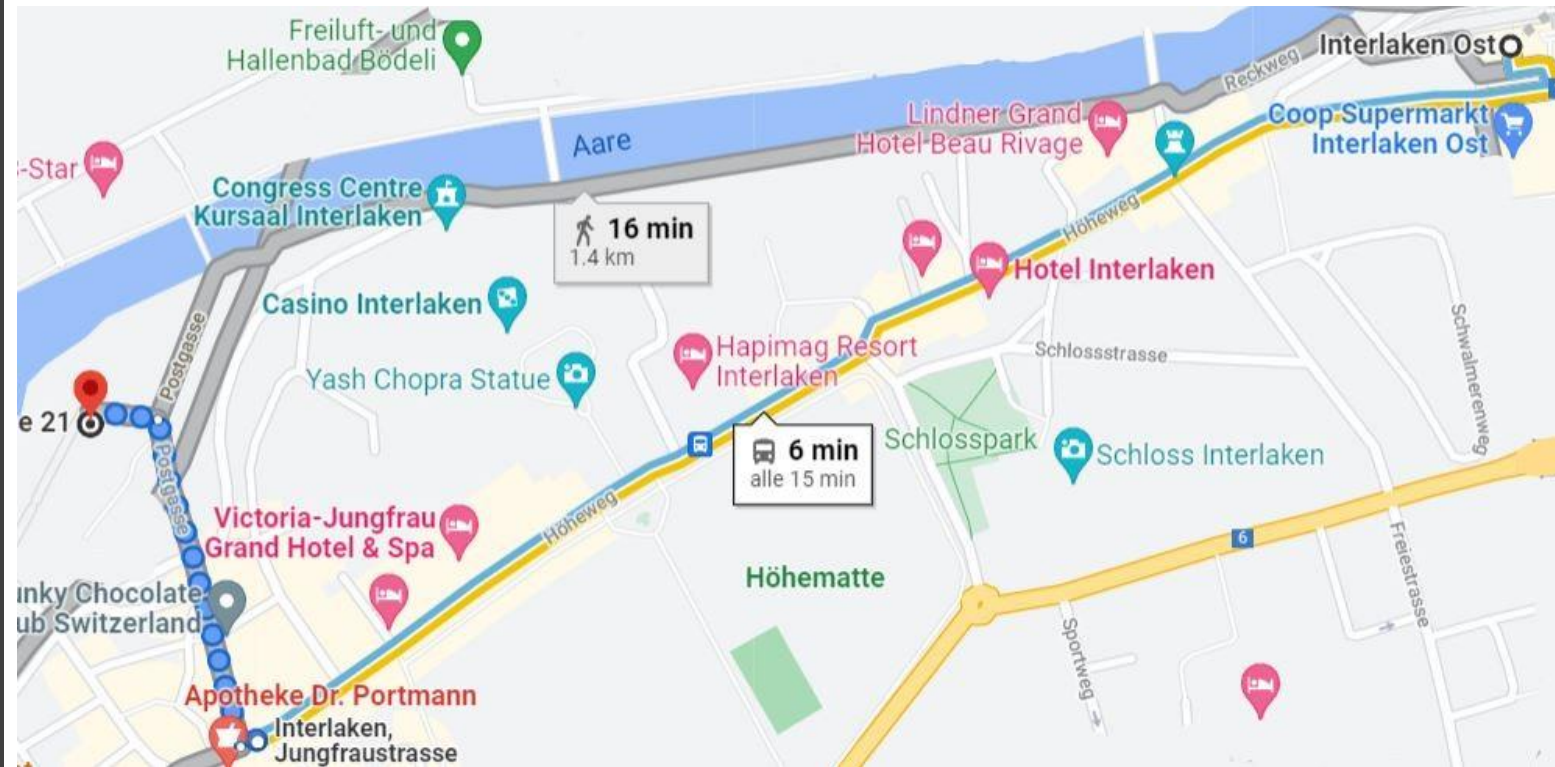 Freiluft- und
Hallenbad Bödeli
Interlaken Ost
Reckweg
Lindner Grand
Hotel Beau Rivage
Coop Supermarkt
Interlaken Ost
Aare
-Star
Congress Centre
Kursaal Interlaken
16 min
1.4 km
Höheweg
Hotel Interlaken
Casino Interlaken
Postgasse
Hapimag Resort
Interlaken
Schlossstrasse
Schwalmerenweg
Yash Chopra Statue
e 21
Postgasse
6 min
alle 15 min
Schlosspark
Schloss Interlaken
Victoria-Jungfrau
Grand Hotel & Spa
Höheweg
6
Freiestrasse
Höhematte
unky Chocolate
ub Switzerland
Sportweg
Apotheke Dr. Portmann
Interlaken,
Jungfraustrasse